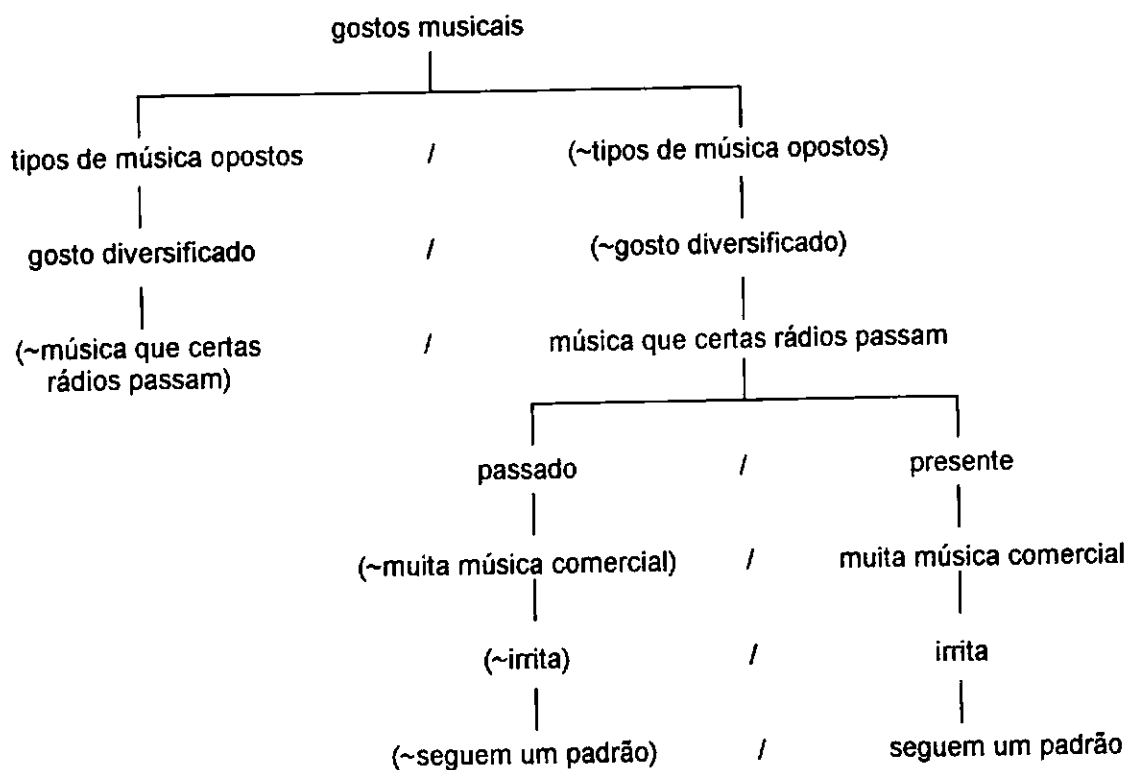 gostos musicais
tipos de música opostos / (~tipos de música opostos)
gosto diversificado / (~gosto diversificado)
(~música que certas / música que certas rádios passam
rádios passam)
passado / presente
(~muita música comercial) / muita música comercial
(~irrita) / irrita
(~seguem um padrão) / seguem um padrão